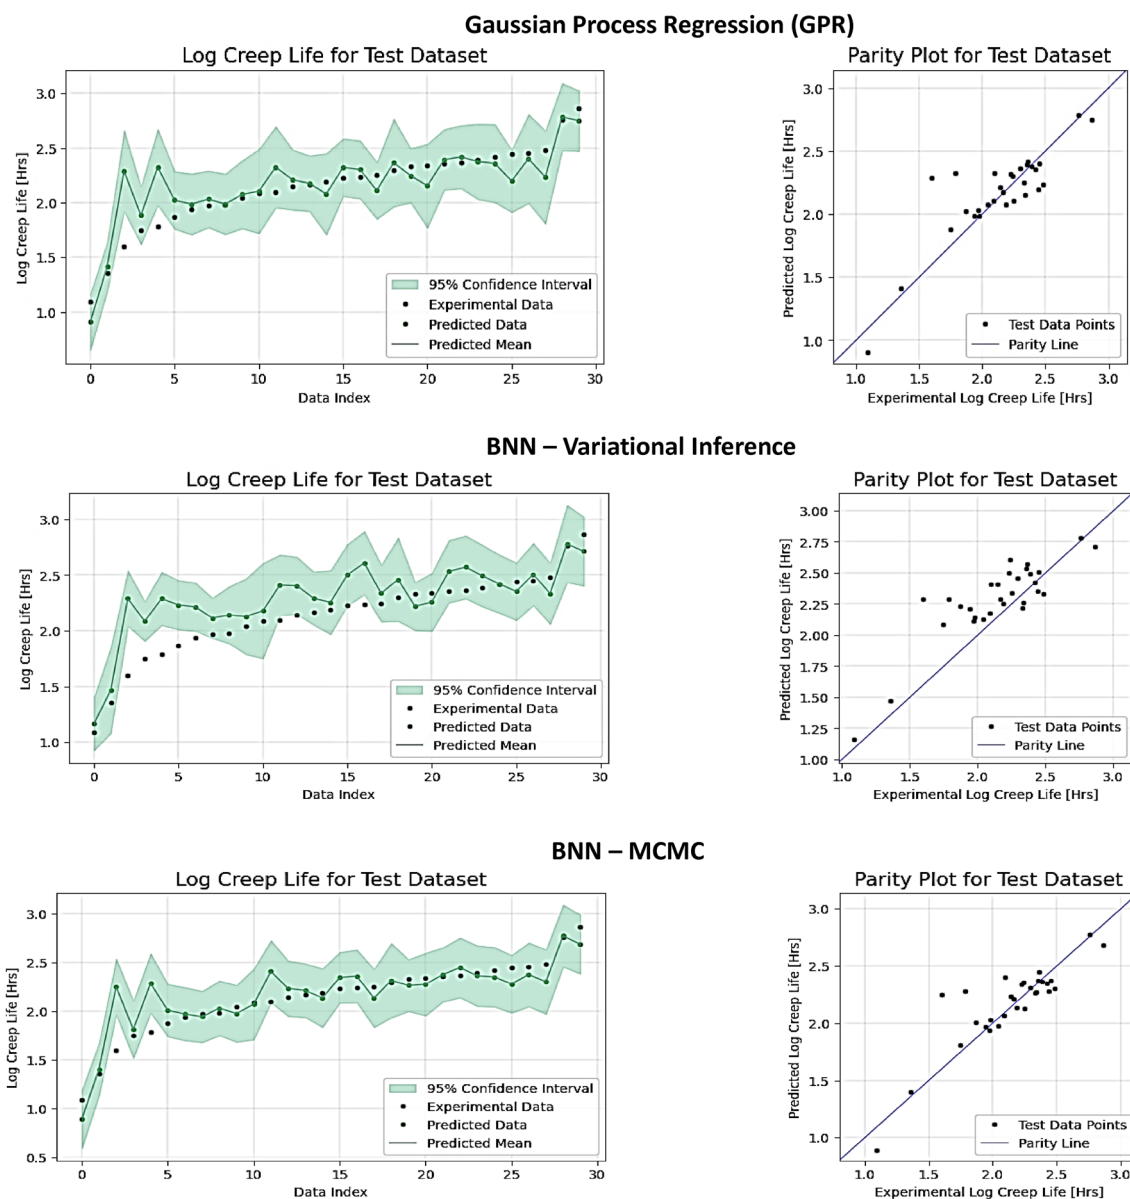 Gaussian Process Regression (GPR)
Log Creep Life for Test Dataset
Log Creep Life [Hrs]
3.0
2.5
2.0
1.5
1.0
95% Confidence Interval
Experimental Data
Predicted Data
Predicted Mean
0 5 10 15 20 25 30
Data Index
Parity Plot for Test Dataset
Predicted Log Creep Life [Hrs]
3.0
2.5
2.0
1.5
1.0
Test Data Points
Parity Line
1.0 1.5 2.0 2.5 3.0
Experimental Log Creep Life [Hrs]
BNN – Variational Inference
Log Creep Life for Test Dataset
Log Creep Life [Hrs]
3.0
2.5
2.0
1.5
1.0
95% Confidence Interval
Experimental Data
Predicted Data
Predicted Mean
0 5 10 15 20 25 30
Data Index
Parity Plot for Test Dataset
Predicted Log Creep Life [Hrs]
3.00
2.75
2.50
2.25
2.00
1.75
1.50
1.25
1.00
Test Data Points
Parity Line
1.0 1.5 2.0 2.5 3.0
Experimental Log Creep Life [Hrs]
BNN – MCMC
Log Creep Life for Test Dataset
Log Creep Life [Hrs]
3.0
2.5
2.0
1.5
1.0
0.5
95% Confidence Interval
Experimental Data
Predicted Data
Predicted Mean
0 5 10 15 20 25 30
Data Index
Parity Plot for Test Dataset
Predicted Log Creep Life [Hrs]
3.0
2.5
2.0
1.5
1.0
Test Data Points
Parity Line
1.0 1.5 2.0 2.5 3.0
Experimental Log Creep Life [Hrs]